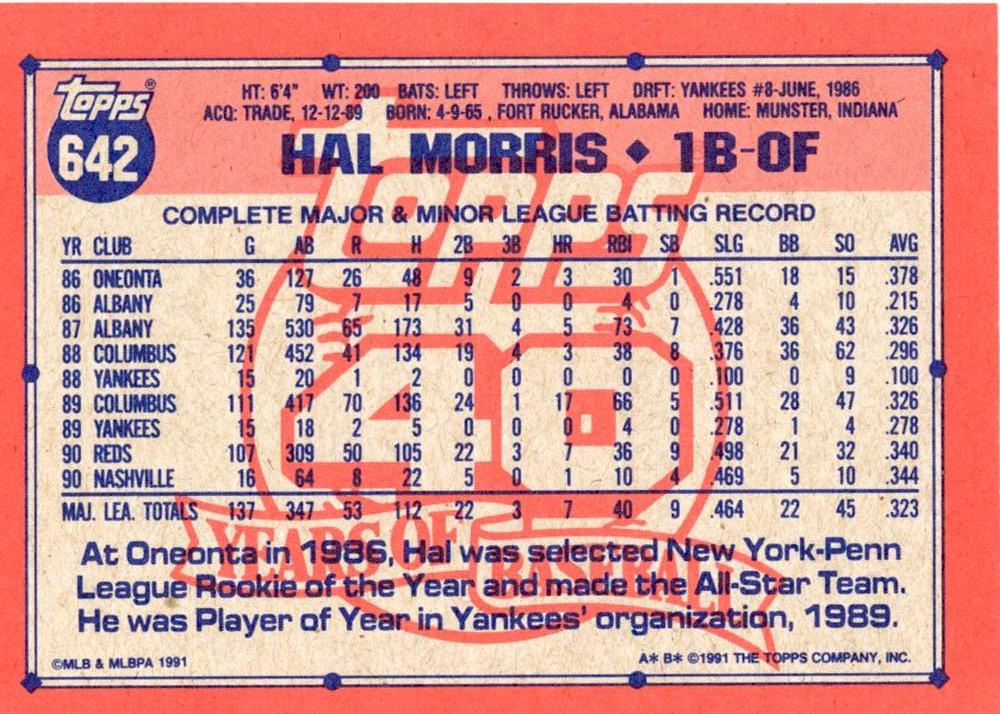 topps®
642
HT: 6'4" WT: 200 BATS: LEFT THROWS: LEFT DRFT: YANKEES #8-JUNE, 1986
ACQ: TRADE, 12-12-89 BORN: 4-9-65 , FORT RUCKER, ALABAMA HOME: MUNSTER, INDIANA
HAL MORRIS ◆ 1B-OF
COMPLETE MAJOR & MINOR LEAGUE BATTING RECORD
YR CLUB G AB R H 2B 3B HR RBI SB SLG BB SO AVG
86 ONEONTA 36 127 26 48 9 2 3 30 1 .551 18 15 .378
86 ALBANY 25 79 7 17 5 0 0 4 0 .278 4 10 .215
87 ALBANY 135 530 65 173 31 4 5 73 7 .428 36 43 .326
88 COLUMBUS 121 452 41 134 19 4 3 38 8 .376 36 62 .296
88 YANKEES 15 20 1 2 0 0 0 0 0 .100 0 9 .100
89 COLUMBUS 111 417 70 136 24 1 17 66 5 .511 28 47 .326
89 YANKEES 15 18 2 5 0 0 0 4 0 .278 1 4 .278
90 REDS 107 309 50 105 22 3 7 36 9 .498 21 32 .340
90 NASHVILLE 16 64 8 22 5 0 1 10 4 .469 5 10 .344
MAJ. LEA. TOTALS 137 347 53 112 22 3 7 40 9 .464 22 45 .323
At Oneonta in 1986, Hal was selected New York-Penn
League Rookie of the Year and made the All-Star Team.
He was Player of Year in Yankees' organization, 1989.
©MLB & MLBPA 1991
A* B* ©1991 THE TOPPS COMPANY, INC.
TOPPS
40
YEARS OF BASEBALL